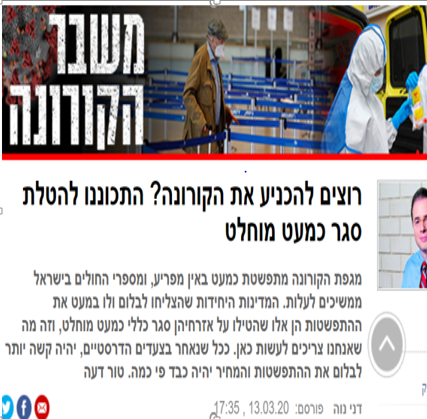 משבר
הקורונה
רוצים להכניע את הקורונה? התכוננו להטלת
סגר כמעט מוחלט
מגפת הקורונה מתפשטת כמעט באין מפריע, ומספרי החולים בישראל
ממשיכים לעלות. המדינות היחידות שהצליחו לבלום ולו במעט את
ההתפשטות הן אלו שהטילו על אזרחיהן סגר כללי כמעט מוחלט, וזה מה
שאנחנו צריכים לעשות כאן. ככל שנאחר בצעדים הדרסטיים, יהיה קשה יותר
לבלום את ההתפשטות והמחיר יהיה כבד פי כמה. טור דעה
דני נוה פורסם: 13.03.20 , 17:35